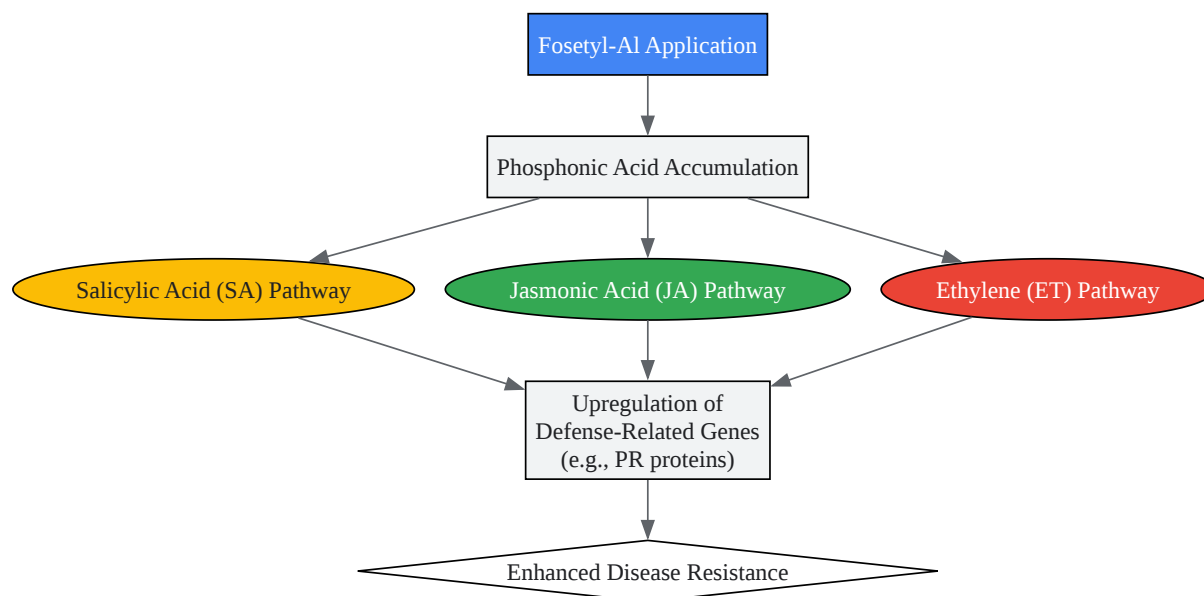 Fosetyl-Al Application
Phosphonic Acid Accumulation
Salicylic Acid (SA) Pathway
Jasmonic Acid (JA) Pathway
Ethylene (ET) Pathway
Upregulation of
Defense-Related Genes
(e.g., PR proteins)
Enhanced Disease Resistance